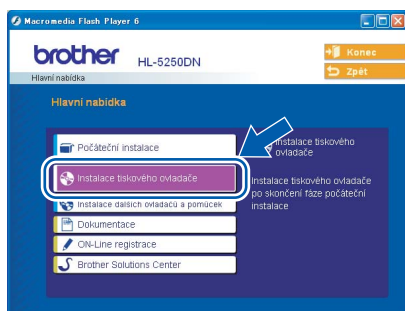 Macromedia Flash Player 6
brother
HL-5250DN
Konec
Zpět
Hlavní nabídka
Hlavní nabídka
Počáteční instalace
Instalace tiskového ovladače
Instalace dalších ovladačů a pomůcek
Dokumentace
ON-Line registrace
Brother Solutions Center
Instalace tiskového
ovladače
Instalace tiskového ovladače
po skončení fáze počáteční
instalace